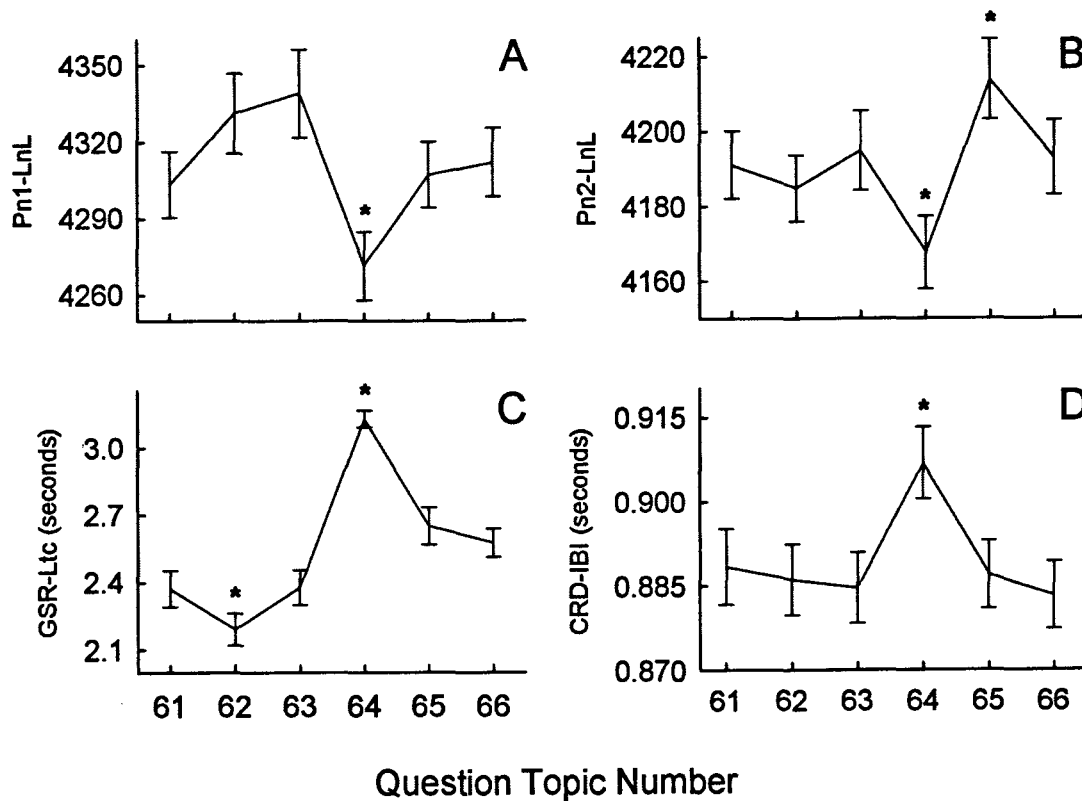 A
Pn1-LnL
4350
4320
4290
4260
*
B
Pn2-LnL
4220
4200
4180
4160
*
*
C
GSR-Ltc (seconds)
3.0
2.7
2.4
2.1
*
*
61 62 63 64 65 66
D
CRD-IBI (seconds)
0.915
0.900
0.885
0.870
*
61 62 63 64 65 66
Question Topic Number